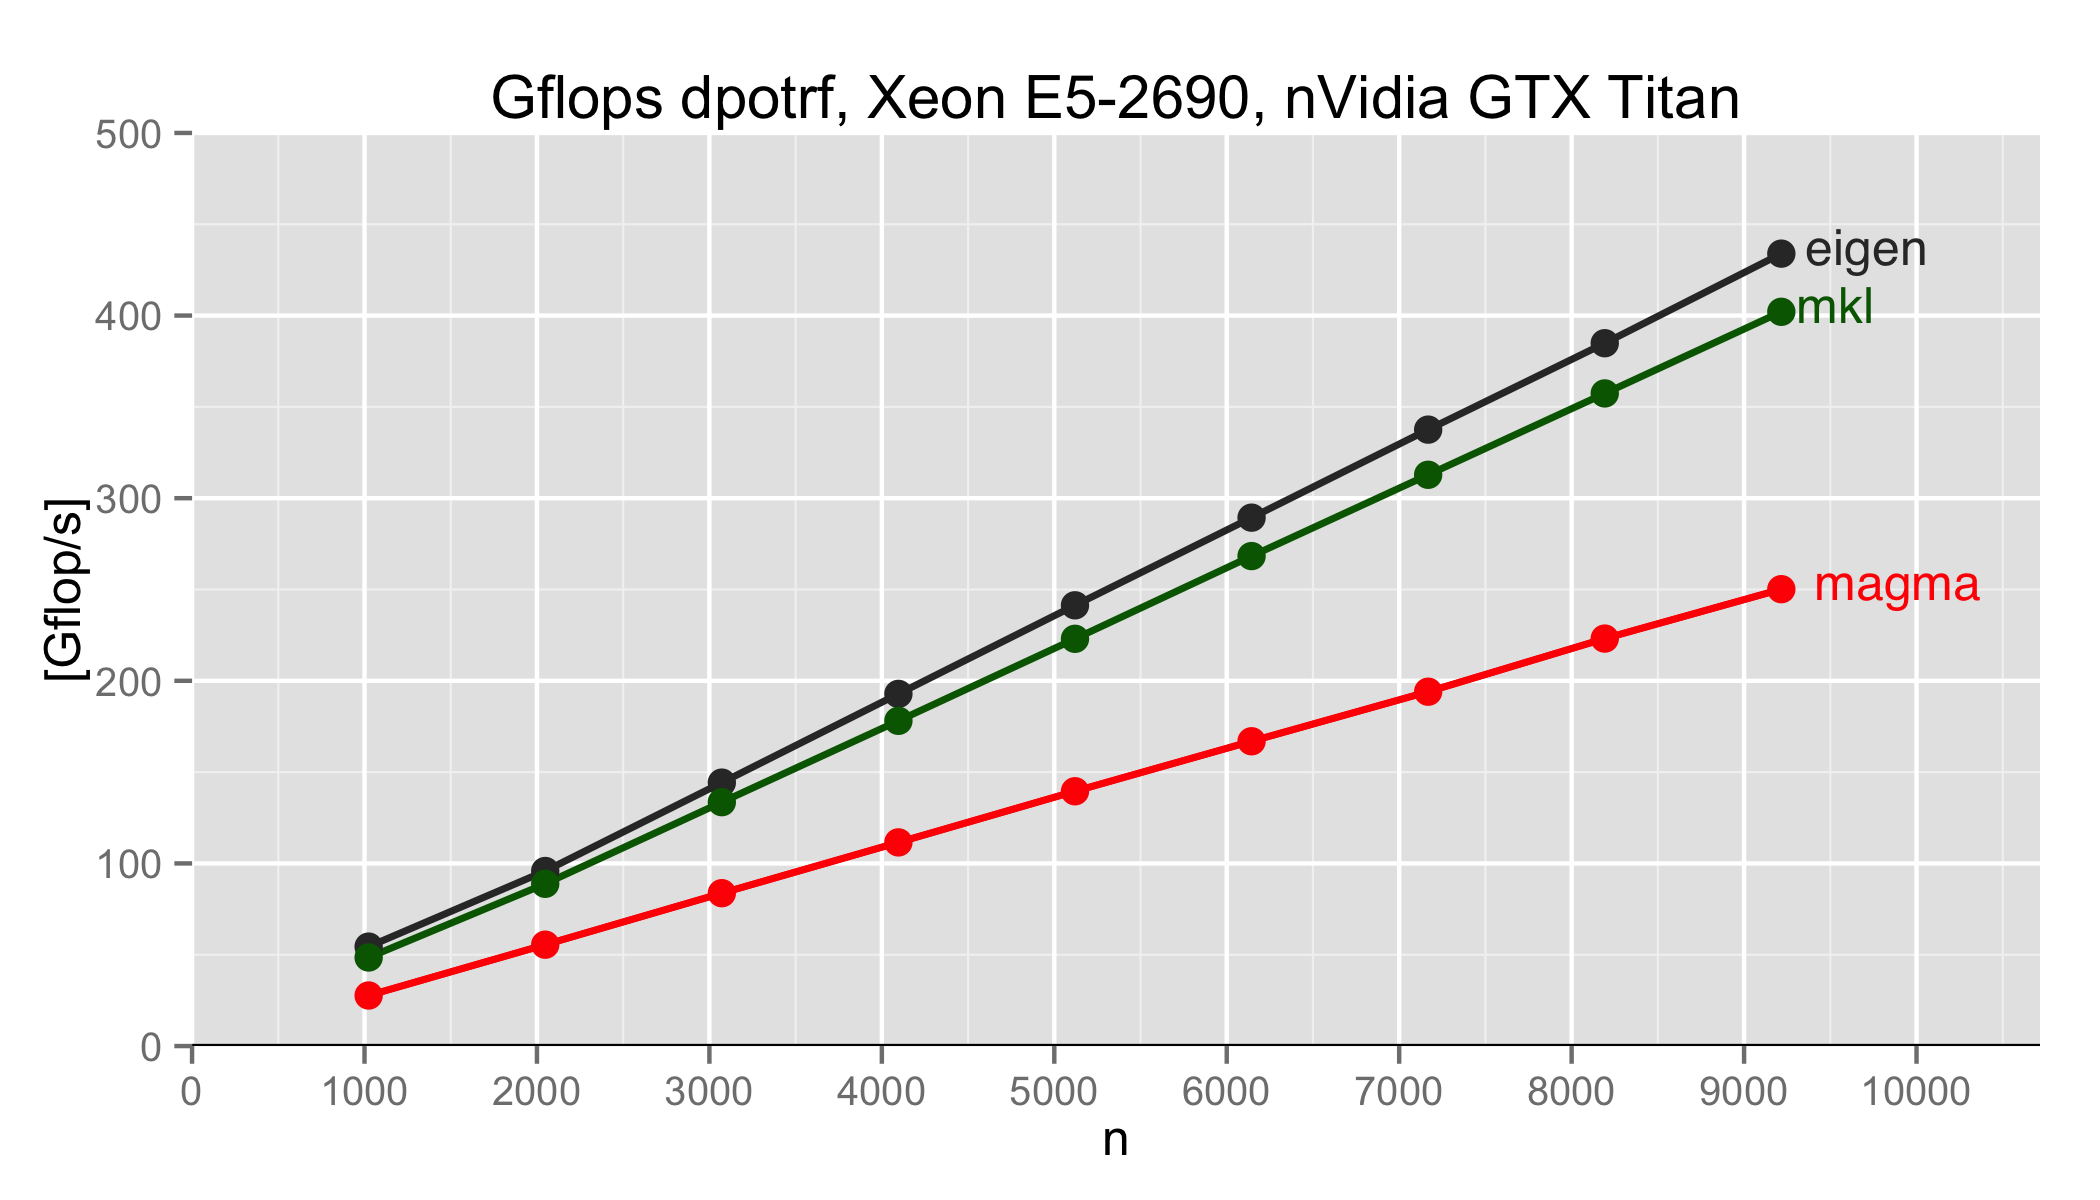 Gflops dpotrf, Xeon E5-2690, nVidia GTX Titan
500
400
300
200
100
0
[Gflop/s]
eigen
mkl
magma
0 1000 2000 3000 4000 5000 6000 7000 8000 9000 10000
n